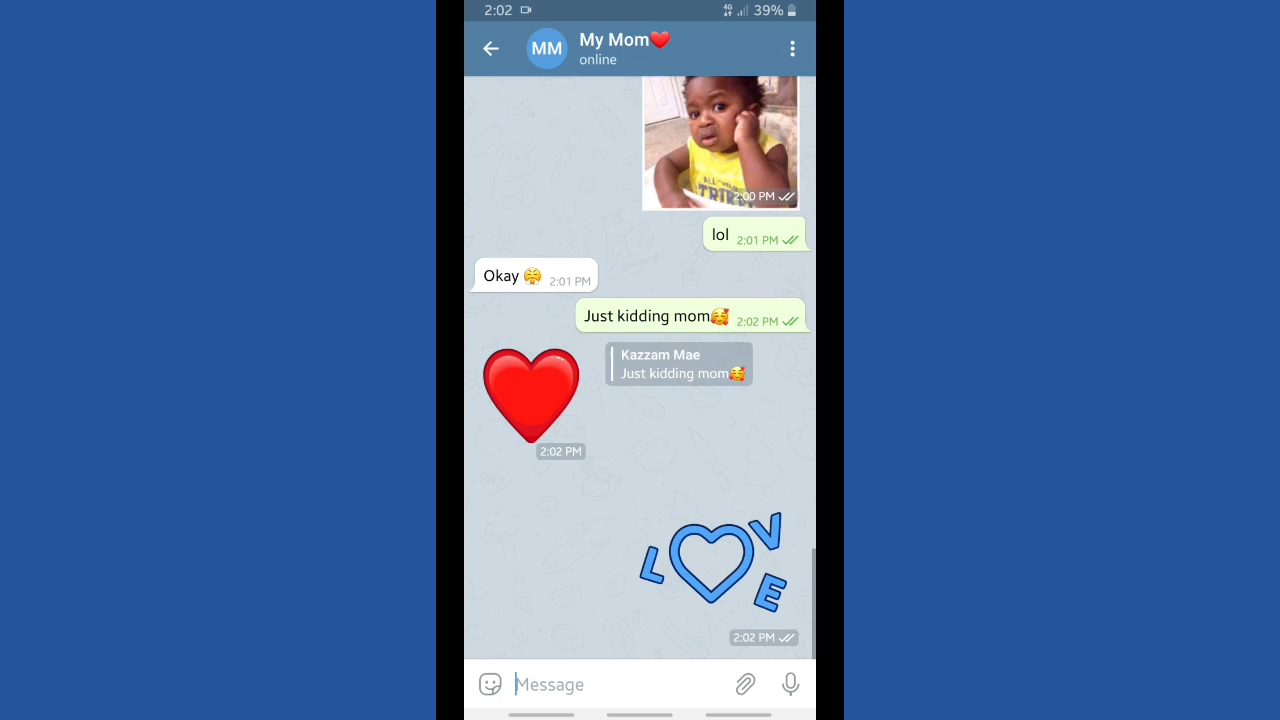 2:02 4G 39%
MM My Mom❤️
online
2:00 PM
lol 2:01 PM
Okay 😤 2:01 PM
Just kidding mom🥰 2:02 PM
Kazzam Mae
Just kidding mom🥰
2:02 PM
LOVE
2:02 PM
Message